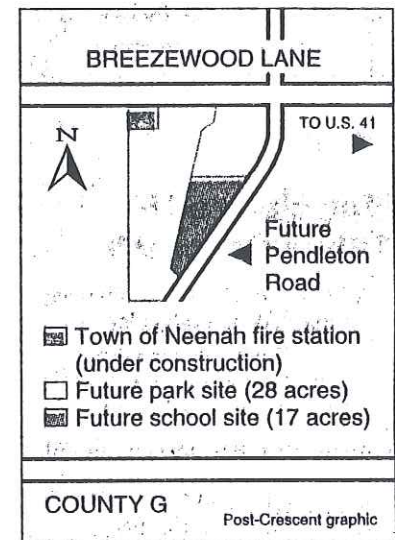 BREEZEWOOD LANE
TO U.S. 41
N
Future
Pendleton
Road
Town of Neenah fire station
(under construction)
Future park site (28 acres)
Future school site (17 acres)
COUNTY G
Post-Crescent graphic